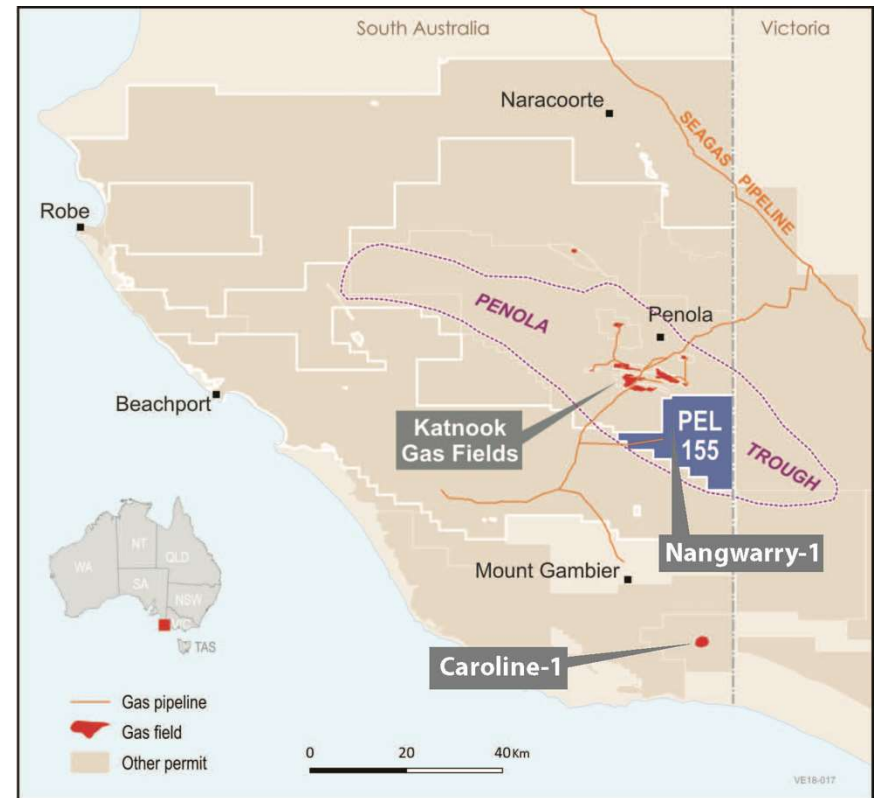 South Australia
Victoria
Naracoorte
SEAGAS PIPELINE
Robe
PENOLA
Penola
Beachport
Katnook
Gas Fields
PEL
155
TROUGH
Nangwarry-1
Mount Gambier
WA
NT
QLD
SA
NSW
VIC
TAS
Caroline-1
Gas pipeline
Gas field
Other permit
0 20 40Km
VE18-017